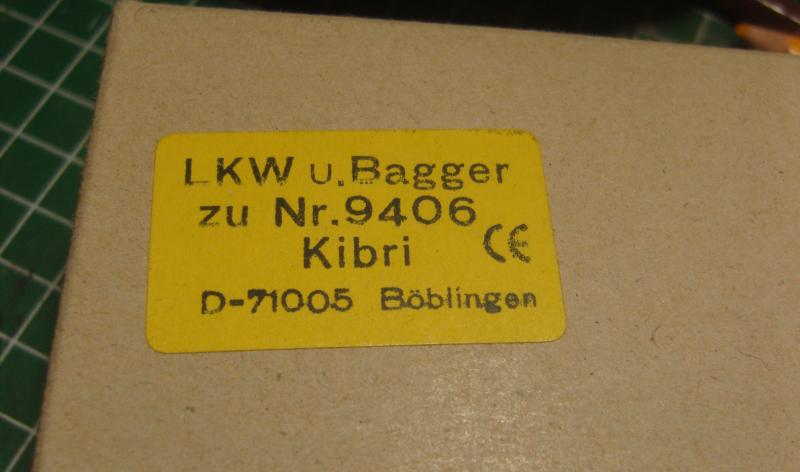 LKW u. Bagger
zu Nr. 9406
Kibri CE
D-71005 Böblingen